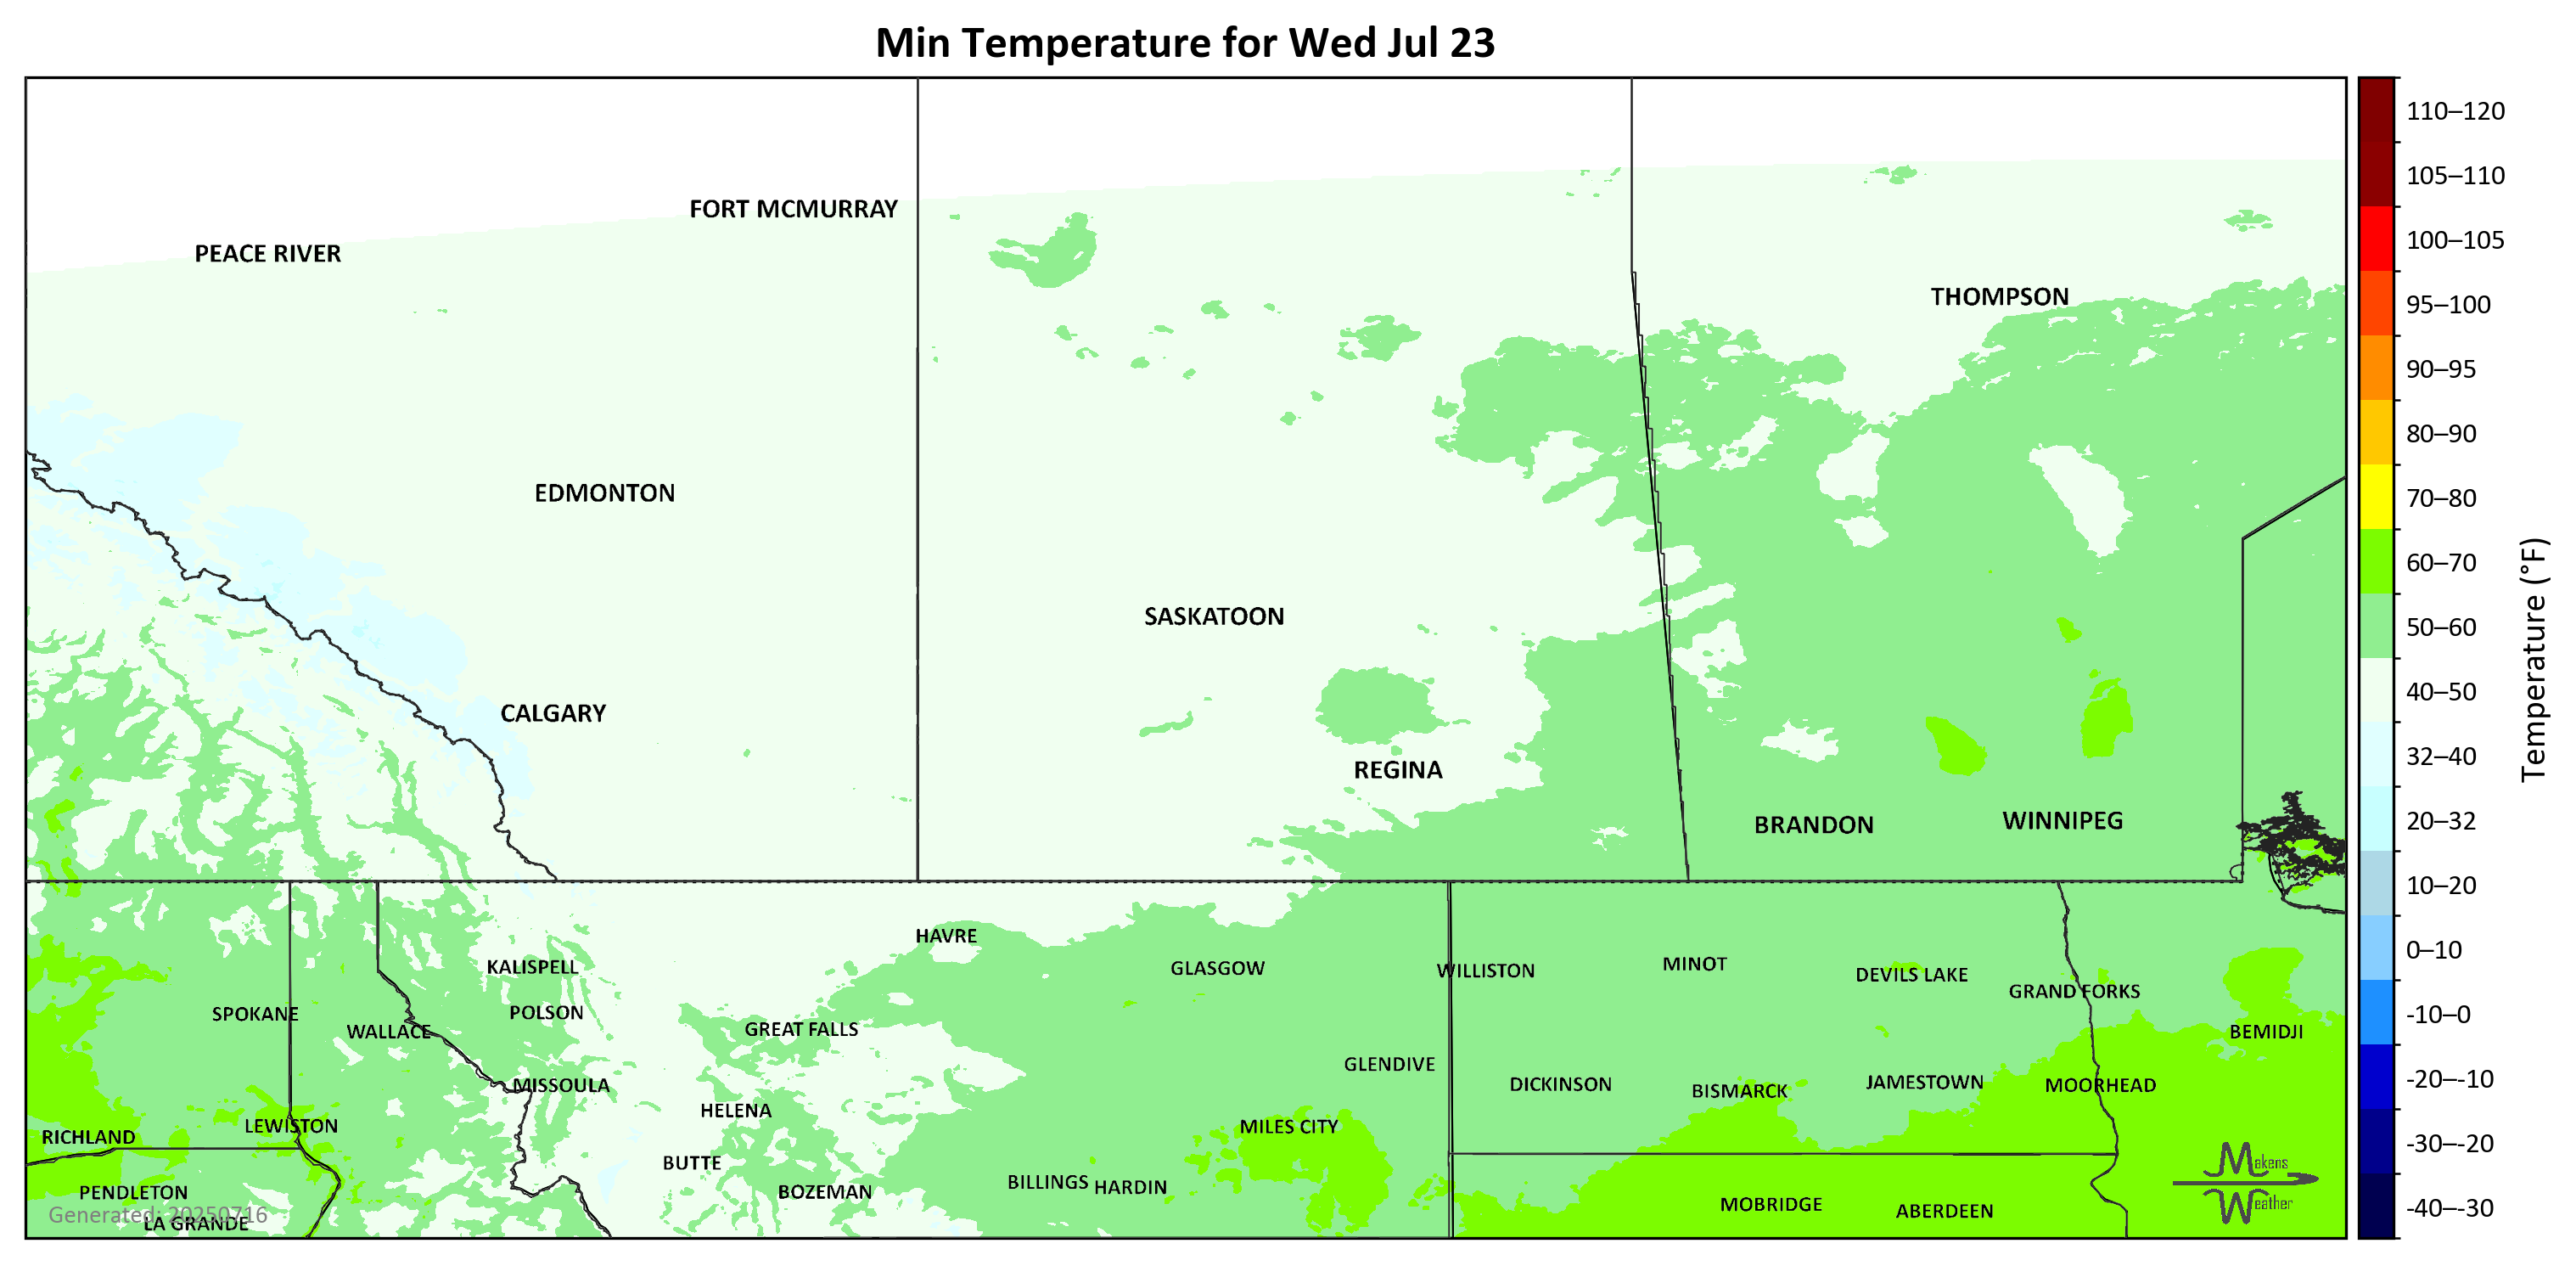 Min Temperature for Wed Jul 23
110–120
105–110
100–105
95–100
90–95
80–90
70–80
60–70
50–60
40–50
32–40
20–32
10–20
0–10
-10–0
-20–-10
-30–-20
-40–-30
Temperature (°F)
FORT MCMURRAY
PEACE RIVER
THOMPSON
EDMONTON
SASKATOON
CALGARY
REGINA
BRANDON
WINNIPEG
HAVRE
KALISPELL
GLASGOW
WILLISTON
MINOT
DEVILS LAKE
GRAND FORKS
SPOKANE
POLSON
WALLACE
GREAT FALLS
BEMIDJI
GLENDIVE
MISSOULA
DICKINSON
BISMARCK
JAMESTOWN
MOORHEAD
HELENA
LEWISTON
MILES CITY
RICHLAND
BUTTE
BILLINGS
HARDIN
PENDLETON
BOZEMAN
MOBRIDGE
ABERDEEN
Generated: 20250716
LA GRANDE
Makens
Weather